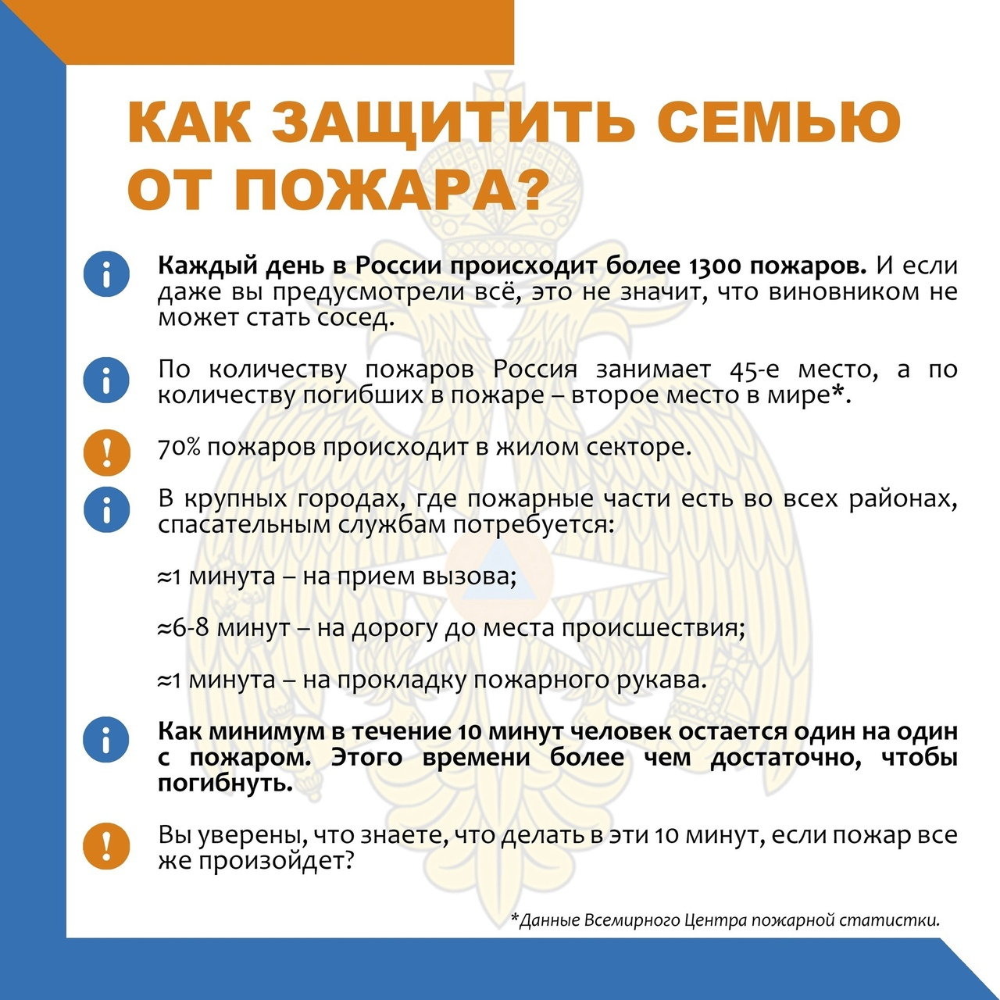 КАК ЗАЩИТИТЬ СЕМЬЮ
ОТ ПОЖАРА?
Каждый день в России происходит более 1300 пожаров. И если
даже вы предусмотрели всё, это не значит, что виновником не
может стать сосед.
По количеству пожаров Россия занимает 45-е место, а по
количеству погибших в пожаре – второе место в мире*.
70% пожаров происходит в жилом секторе.
В крупных городах, где пожарные части есть во всех районах,
спасательным службам потребуется:
≈1 минута – на прием вызова;
≈6-8 минут – на дорогу до места происшествия;
≈1 минута – на прокладку пожарного рукава.
Как минимум в течение 10 минут человек остается один на один
с пожаром. Этого времени более чем достаточно, чтобы
погибнуть.
Вы уверены, что знаете, что делать в эти 10 минут, если пожар все
же произойдет?
*Данные Всемирного Центра пожарной статистки.